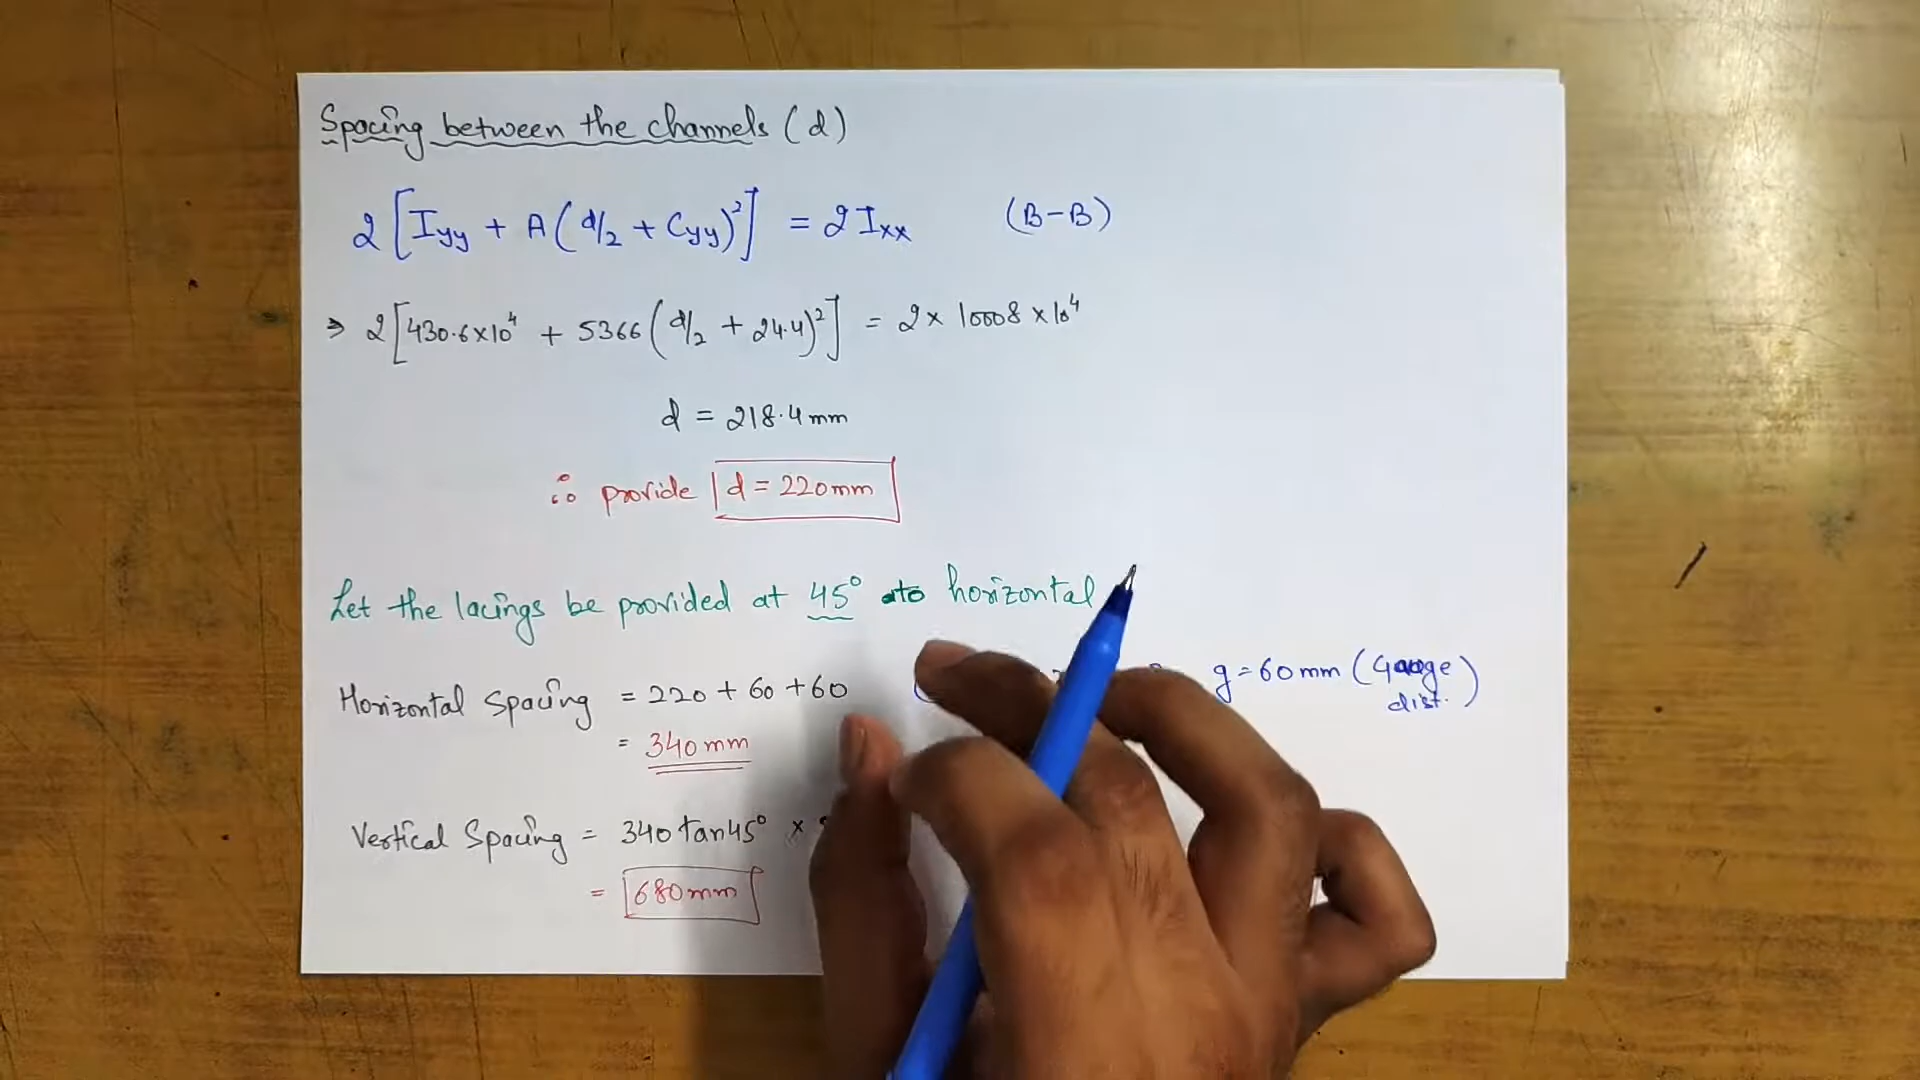 Spacing between the channels (d)
2 [Iyy + A (d/2 + Cyy)²] = 2 Ixx (B-B)
⇒ 2 [430.6×10⁴ + 5366 (d/2 + 24.4)²] = 2 × 10008 × 10⁴
d = 218.4 mm
∴ provide d = 220mm
Let the lacings be provided at 45° to horizontal
Horizontal Spacing = 220 + 60 + 60 g = 60 mm (Gauge dist.)
= 340 mm
Vertical Spacing = 340 tan45° ×
= 680 mm